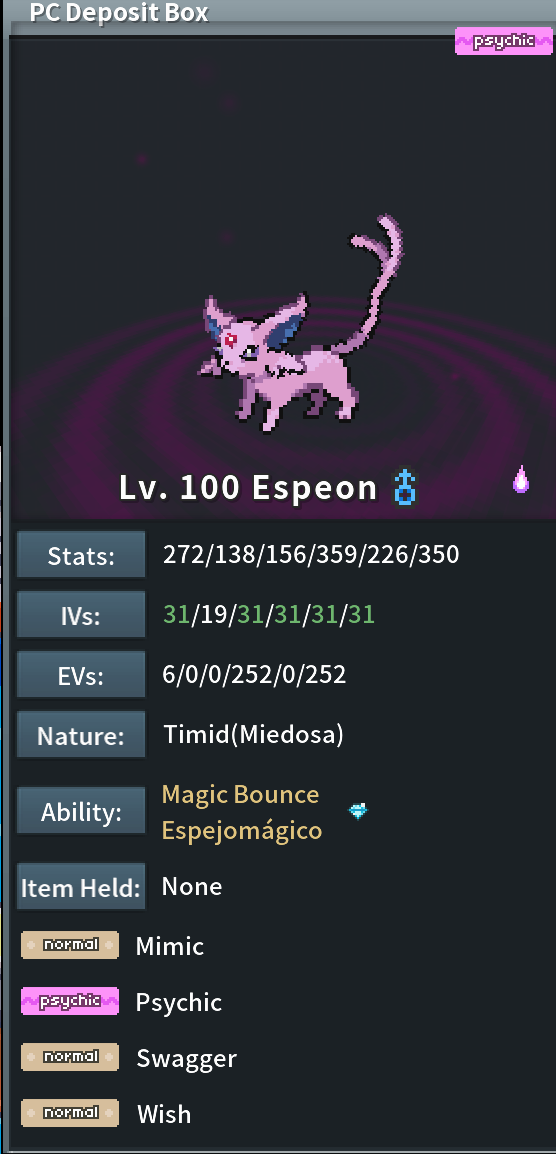 PC Deposit Box
psychic
Lv. 100 Espeon
Stats: 272/138/156/359/226/350
IVs: 31/19/31/31/31/31
EVs: 6/0/0/252/0/252
Nature: Timid(Miedosa)
Ability: Magic Bounce
Espejomágico
Item Held: None
normal Mimic
psychic Psychic
normal Swagger
normal Wish